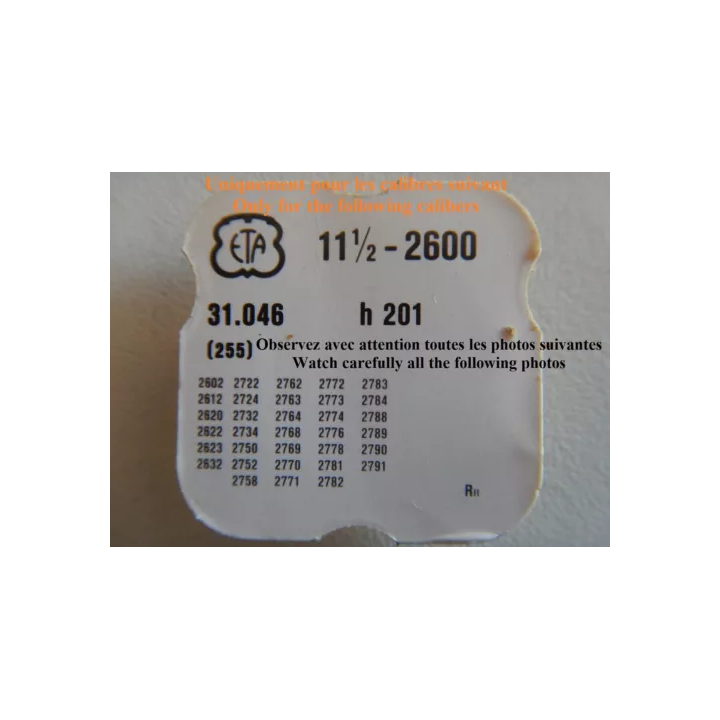 Uniquement pour les calibres suivant
Only for the following calibers
ETA
11½ - 2600
31.046 h 201
(255)
Observez avec attention toutes les photos suivantes
Watch carefully all the following photos
2602 2722 2762 2772 2783
2612 2724 2763 2773 2784
2620 2732 2764 2774 2788
2622 2734 2768 2776 2789
2623 2750 2769 2778 2790
2632 2752 2770 2781 2791
2758 2771 2782